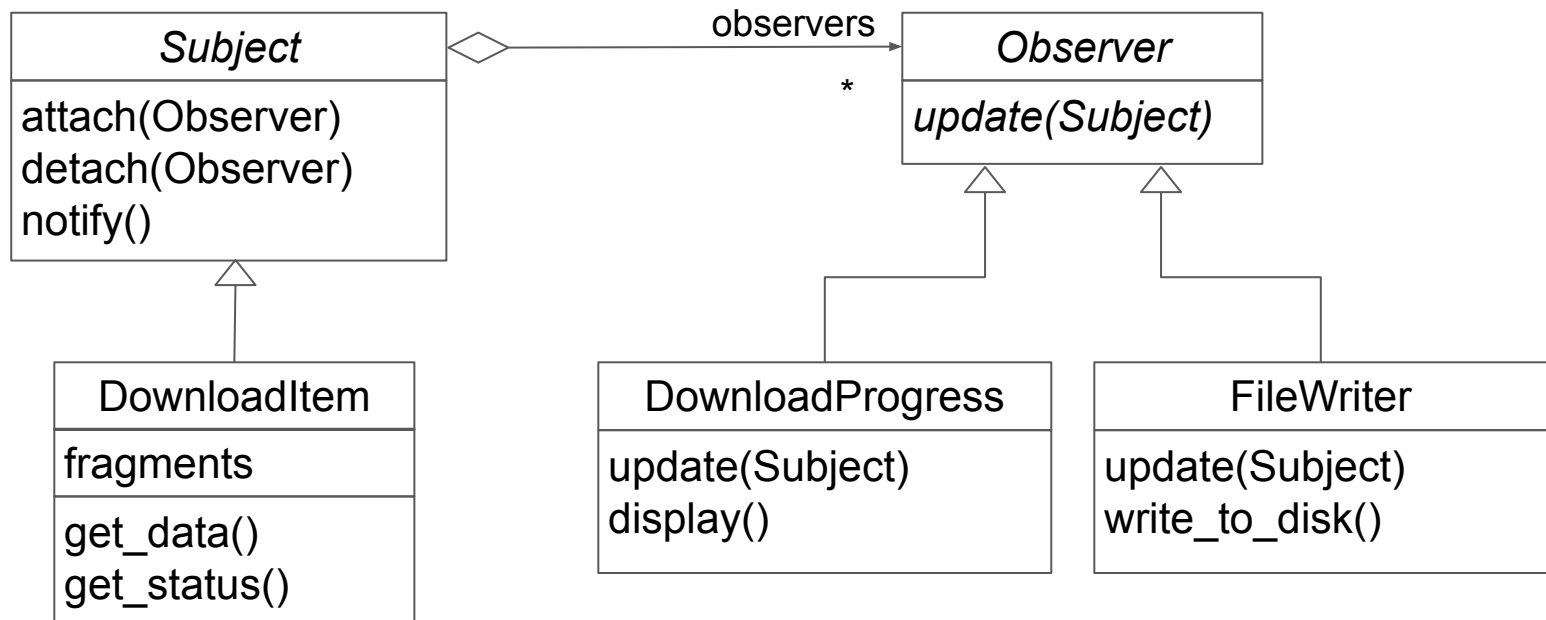 Subject
attach(Observer)
detach(Observer)
notify()
observers
*
Observer
update(Subject)
DownloadItem
fragments
get_data()
get_status()
DownloadProgress
update(Subject)
display()
FileWriter
update(Subject)
write_to_disk()